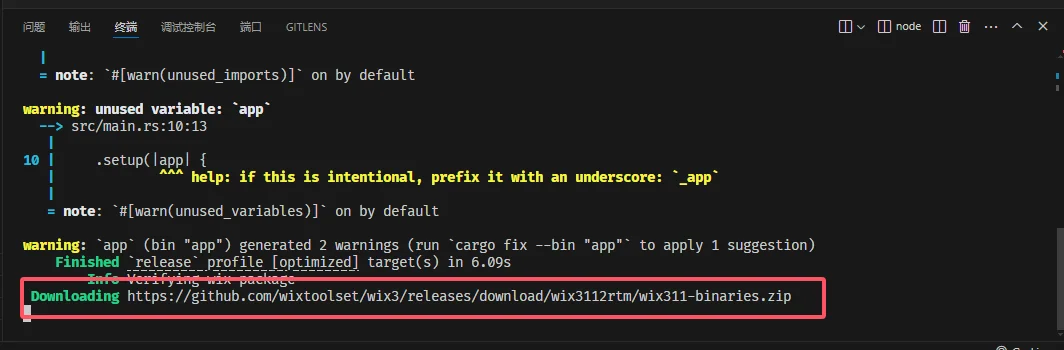 问题 输出 终端 调试控制台 端口 GITLENS node
|
= note: `#[warn(unused_imports)]` on by default
warning: unused variable: `app`
--> src/main.rs:10:13
|
10 | .setup(|app| {
| ^^^ help: if this is intentional, prefix it with an underscore: `_app`
|
= note: `#[warn(unused_variables)]` on by default
warning: `app` (bin "app") generated 2 warnings (run `cargo fix --bin "app"` to apply 1 suggestion)
Finished `release` profile [optimized] target(s) in 6.09s
Info Verifying wix package
Downloading https://github.com/wixtoolset/wix3/releases/download/wix3112rtm/wix311-binaries.zip